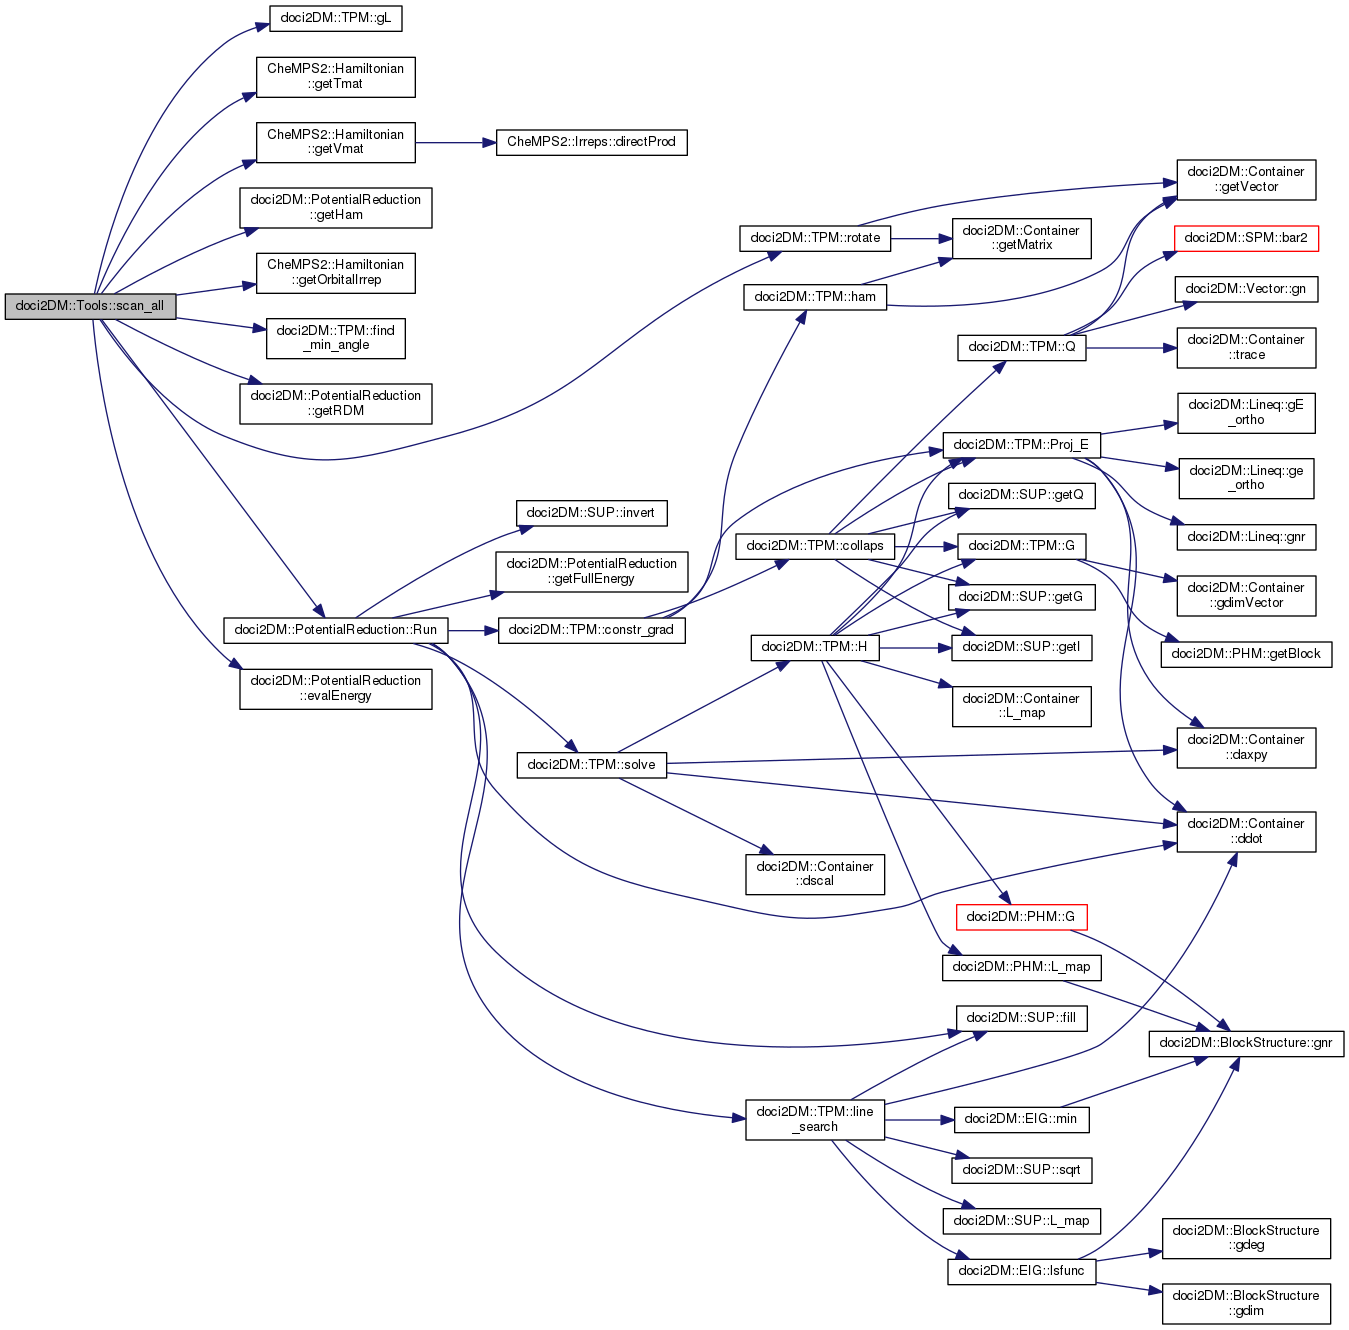 doci2DM::TPM::gL
CheMPS2::Hamiltonian
::getTmat
CheMPS2::Hamiltonian
::getVmat
CheMPS2::Irreps::directProd
doci2DM::PotentialReduction
::getHam
CheMPS2::Hamiltonian
::getOrbitalIrrep
doci2DM::Tools::scan_all
doci2DM::TPM::find
_min_angle
doci2DM::PotentialReduction
::getRDM
doci2DM::PotentialReduction::Run
doci2DM::PotentialReduction
::evalEnergy
doci2DM::SUP::invert
doci2DM::PotentialReduction
::getFullEnergy
doci2DM::TPM::constr_grad
doci2DM::TPM::solve
doci2DM::TPM::rotate
doci2DM::TPM::ham
doci2DM::TPM::collaps
doci2DM::TPM::H
doci2DM::Container
::dscal
doci2DM::TPM::line
_search
doci2DM::Container
::getMatrix
doci2DM::TPM::Q
doci2DM::TPM::Proj_E
doci2DM::SUP::getQ
doci2DM::TPM::G
doci2DM::SUP::getG
doci2DM::SUP::getI
doci2DM::Container
::L_map
doci2DM::PHM::G
doci2DM::PHM::L_map
doci2DM::SUP::fill
doci2DM::EIG::min
doci2DM::SUP::sqrt
doci2DM::SUP::L_map
doci2DM::EIG::lsfunc
doci2DM::Container
::getVector
doci2DM::SPM::bar2
doci2DM::Vector::gn
doci2DM::Container
::trace
doci2DM::Lineq::gE
_ortho
doci2DM::Lineq::ge
_ortho
doci2DM::Lineq::gnr
doci2DM::Container
::gdimVector
doci2DM::PHM::getBlock
doci2DM::Container
::daxpy
doci2DM::Container
::ddot
doci2DM::BlockStructure::gnr
doci2DM::BlockStructure
::gdeg
doci2DM::BlockStructure
::gdim